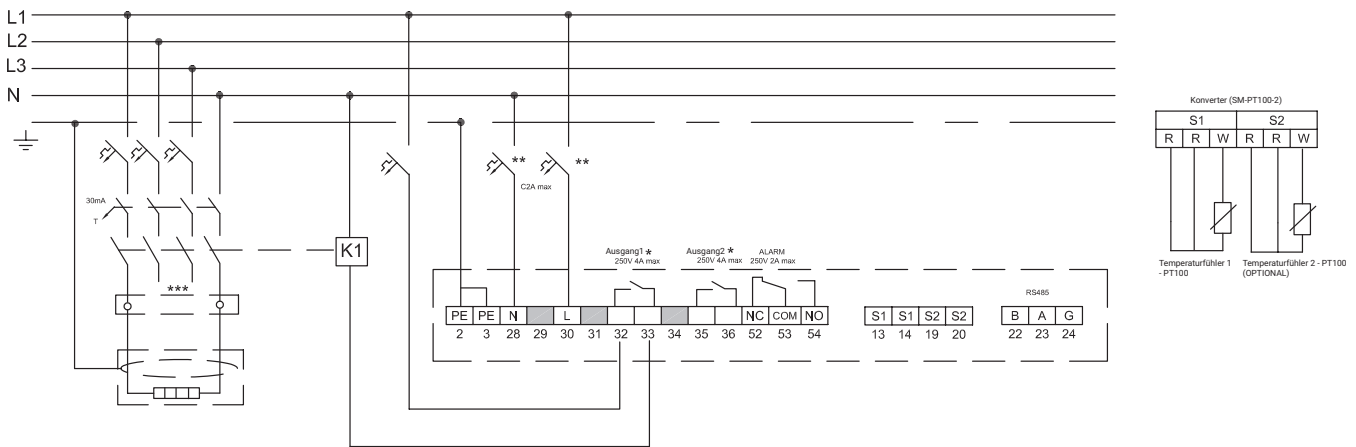 L1
L2
L3
N
Konverter (SM-PT100-2)
S1 S2
R R W R R W
** **
C2A max
30mA
T
K1
Ausgang1 *
250V 4A max
Ausgang2 *
250V 4A max
ALARM
250V 2A max
Temperaturfühler 1
- PT100
Temperaturfühler 2 - PT100
(OPTIONAL)
***
RS485
PE PE N L NC COM NO S1 S1 S2 S2 B A G
2 3 28 29 30 31 32 33 34 35 36 52 53 54 13 14 19 20 22 23 24